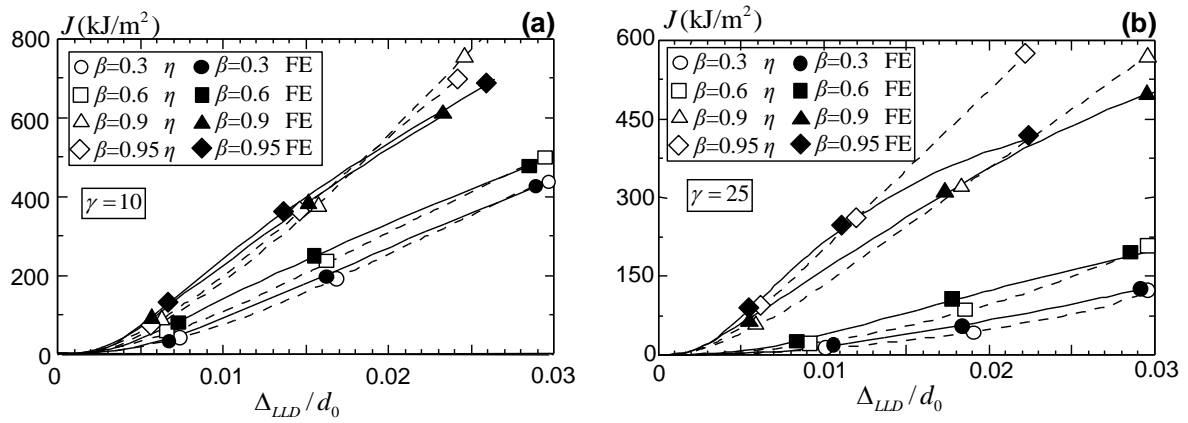 J (kJ/m²) (a)
800
600
400
200
0
β=0.3 η β=0.3 FE
β=0.6 η β=0.6 FE
β=0.9 η β=0.9 FE
β=0.95 η β=0.95 FE
γ = 10
0 0.01 0.02 0.03
Δ_LLD / d₀
J (kJ/m²) (b)
600
450
300
150
0
β=0.3 η β=0.3 FE
β=0.6 η β=0.6 FE
β=0.9 η β=0.9 FE
β=0.95 η β=0.95 FE
γ = 25
0 0.01 0.02 0.03
Δ_LLD / d₀